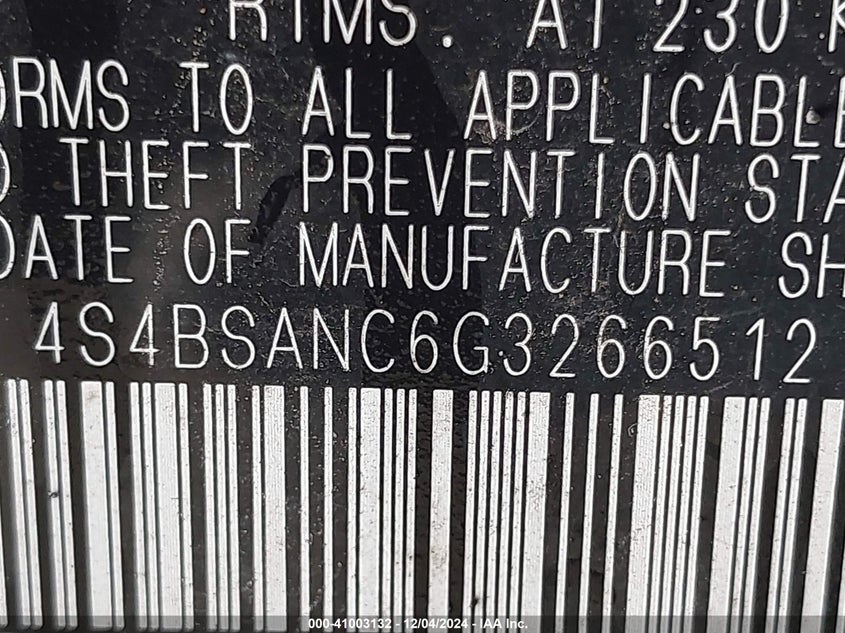 RIMS. AT 230 K
ORMS TO ALL APPLICABLE
D THEFT PREVENTION STA
DATE OF MANUFACTURE SH
4S4BSANC6G3266512
000-41003132 - 12/04/2024 - IAA Inc.